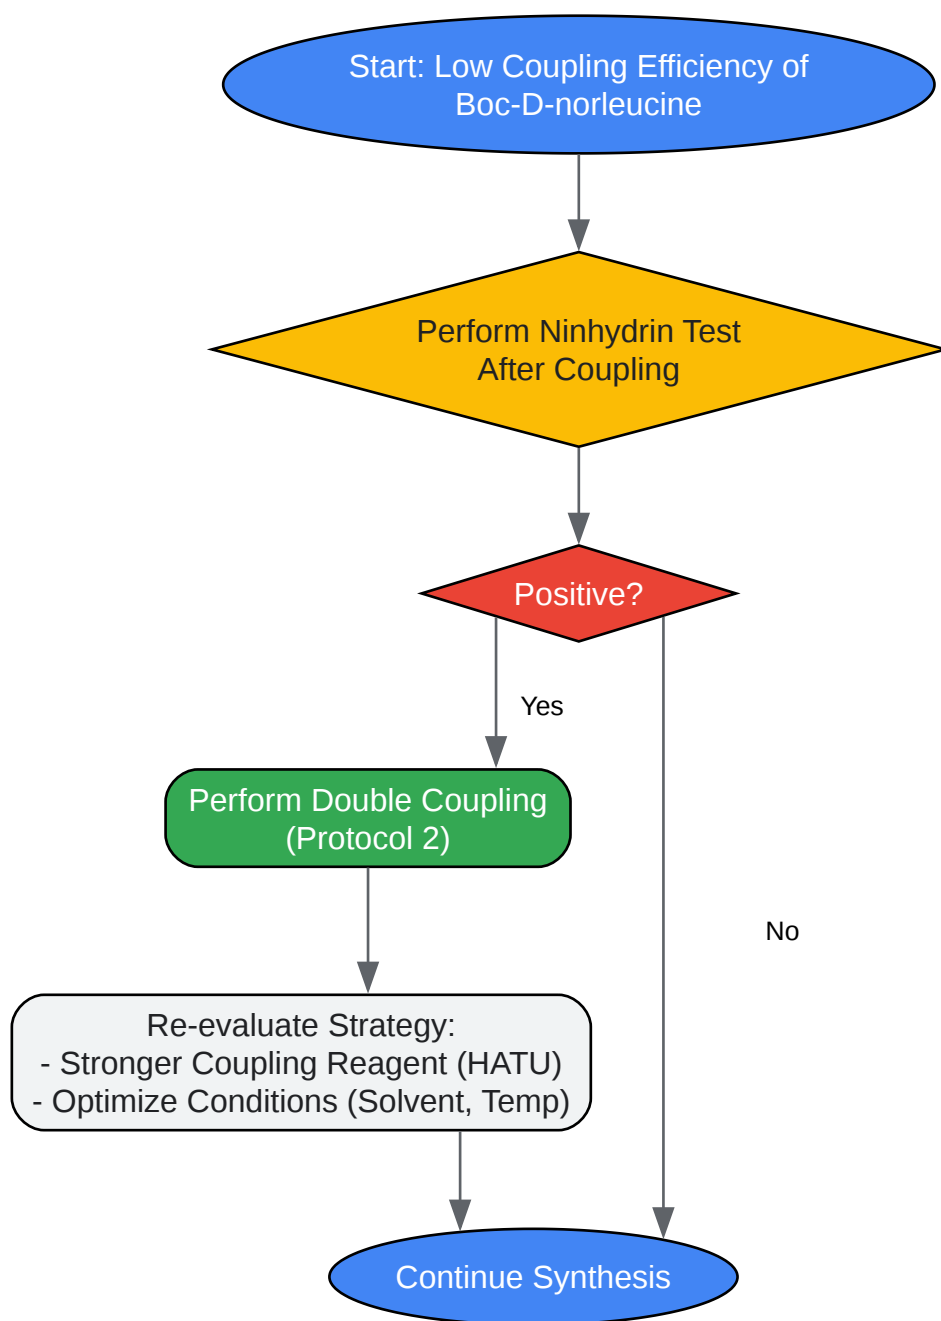 Start: Low Coupling Efficiency of
Boc-D-norleucine
Perform Ninhydrin Test
After Coupling
Positive?
Yes
Perform Double Coupling
(Protocol 2)
No
Re-evaluate Strategy:
- Stronger Coupling Reagent (HATU)
- Optimize Conditions (Solvent, Temp)
Continue Synthesis